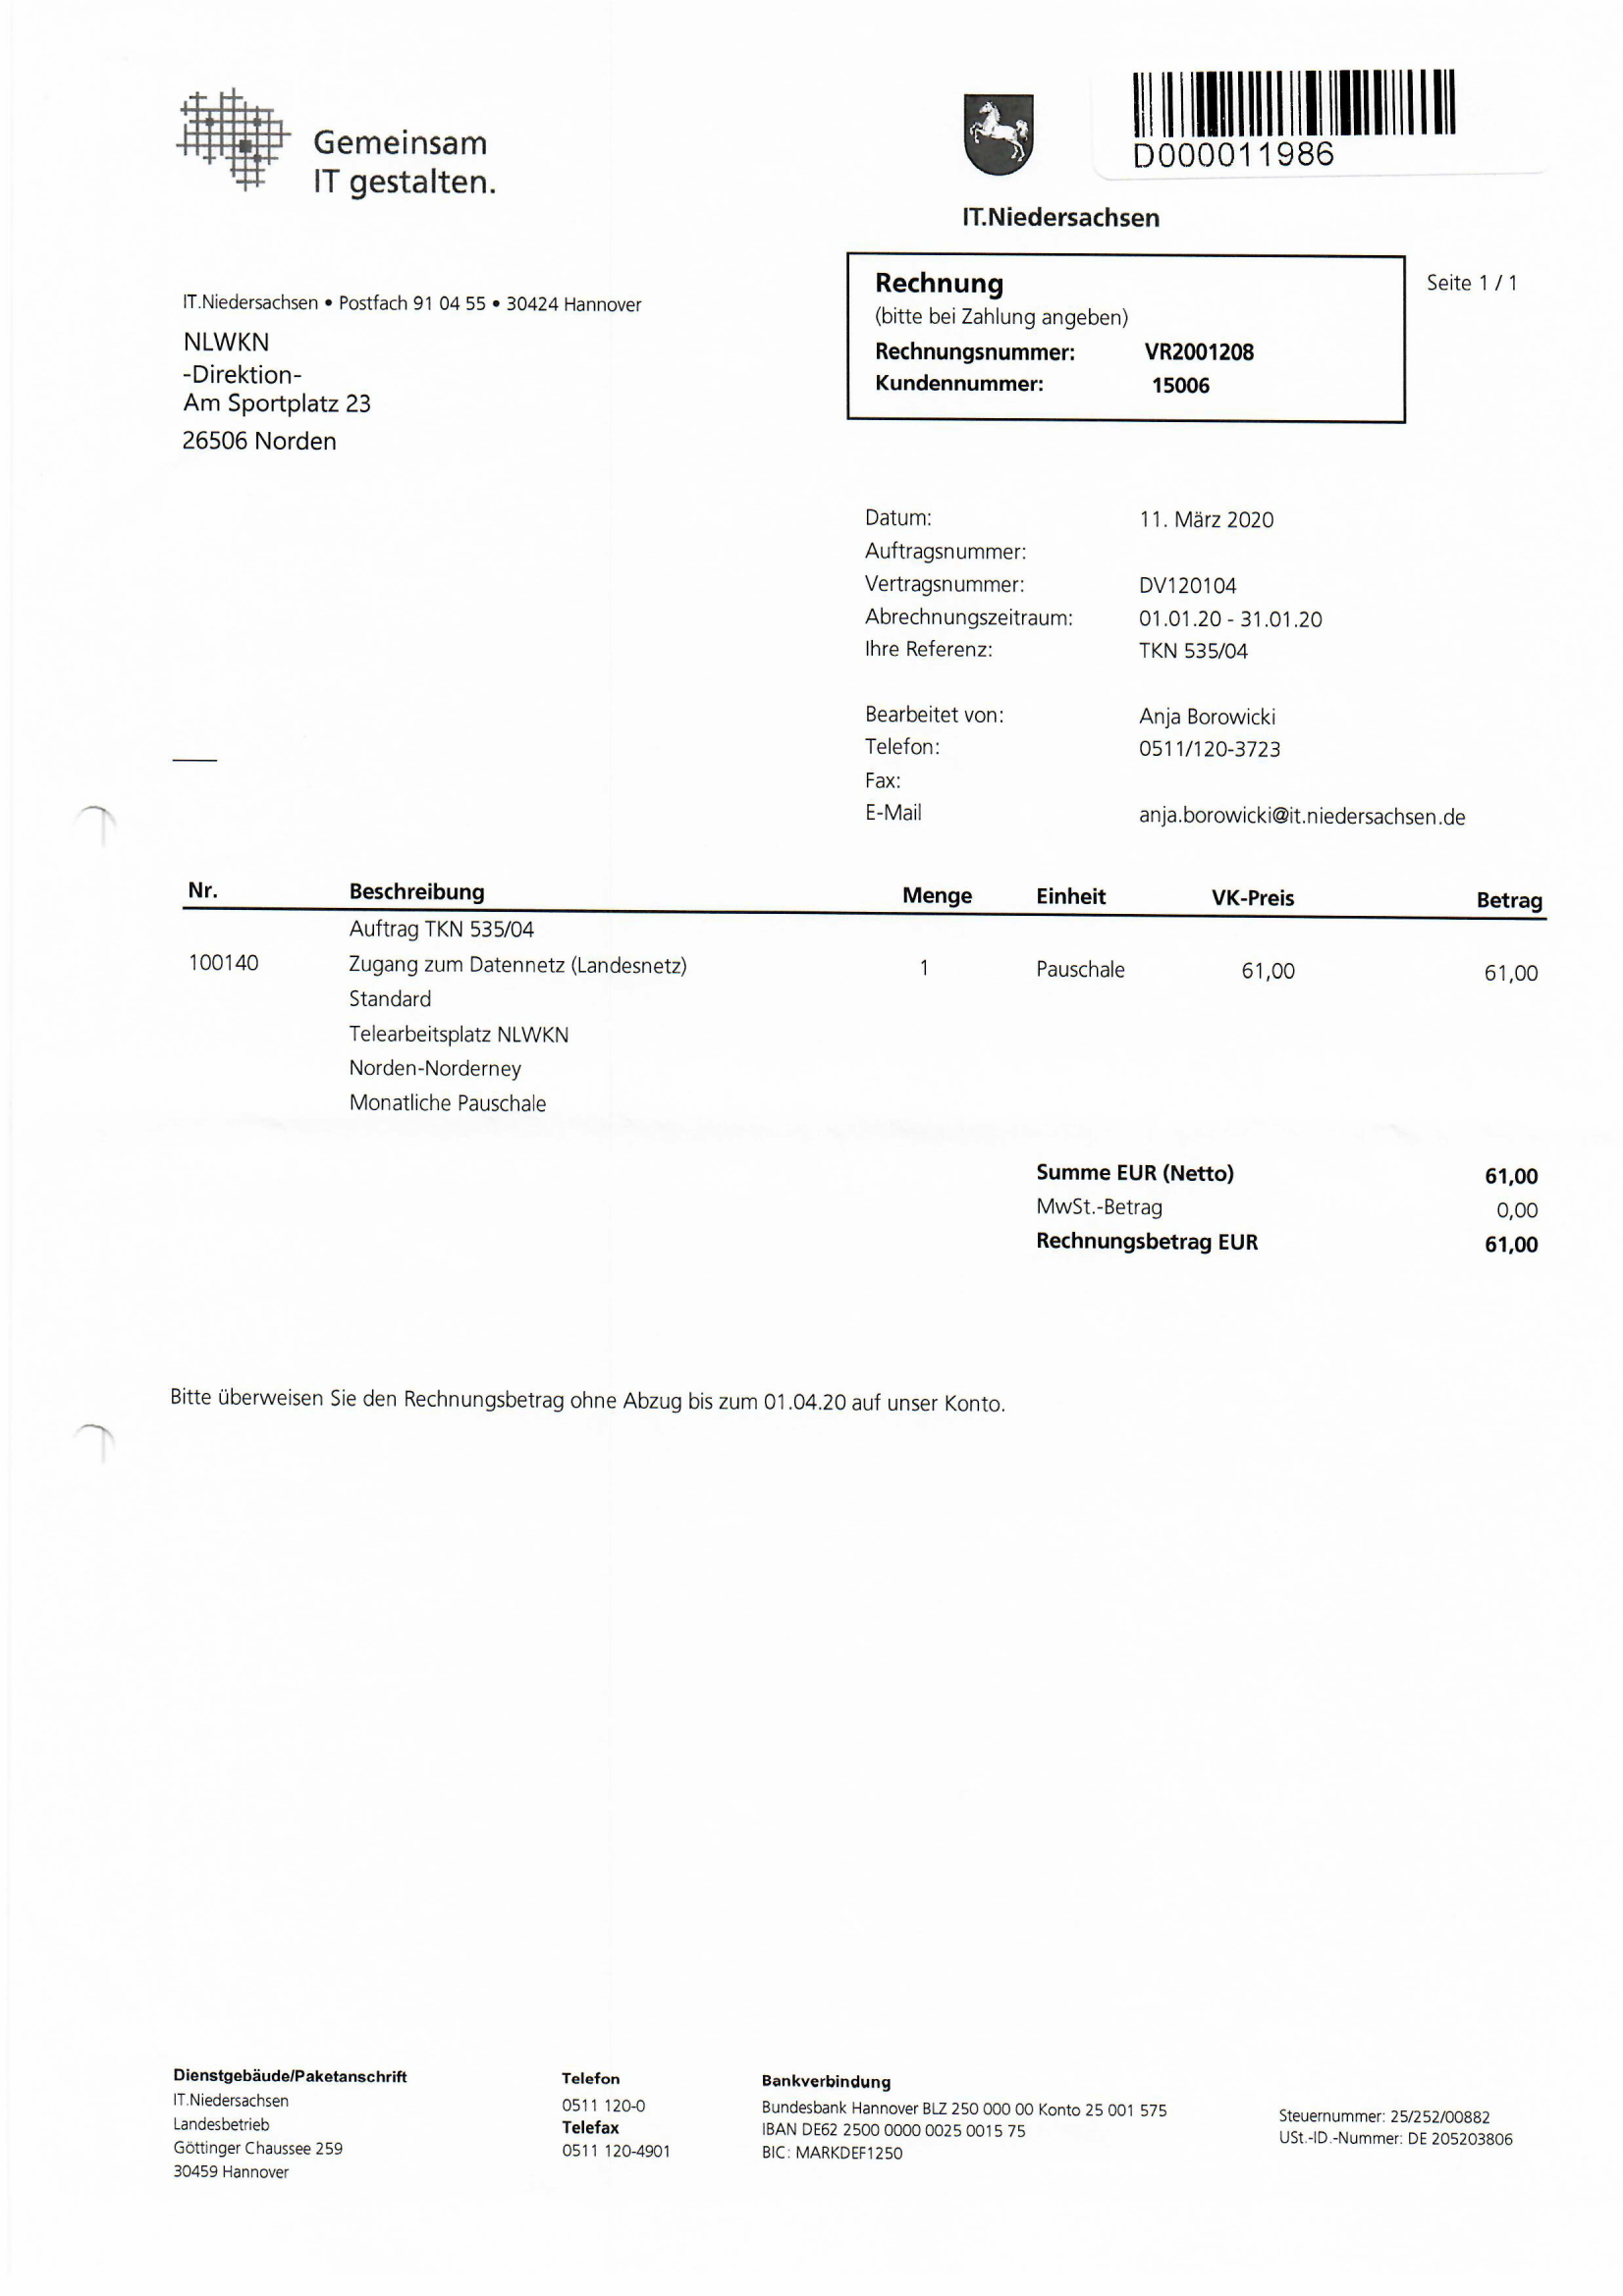 Gemeinsam
IT gestalten.
D000011986
IT.Niedersachsen
Rechnung
(bitte bei Zahlung angeben)
Rechnungsnummer: VR2001208
Kundennummer: 15006
Seite 1 / 1
IT.Niedersachsen • Postfach 91 04 55 • 30424 Hannover
NLWKN
-Direktion-
Am Sportplatz 23
26506 Norden
Datum: 11. März 2020
Auftragsnummer:
Vertragsnummer: DV120104
Abrechnungszeitraum: 01.01.20 - 31.01.20
Ihre Referenz: TKN 535/04
Bearbeitet von: Anja Borowicki
Telefon: 0511/120-3723
Fax:
E-Mail anja.borowicki@it.niedersachsen.de
Nr. Beschreibung Menge Einheit VK-Preis Betrag
Auftrag TKN 535/04
100140 Zugang zum Datennetz (Landesnetz) 1 Pauschale 61,00 61,00
Standard
Telearbeitsplatz NLWKN
Norden-Norderney
Monatliche Pauschale
Summe EUR (Netto) 61,00
MwSt.-Betrag 0,00
Rechnungsbetrag EUR 61,00
Bitte überweisen Sie den Rechnungsbetrag ohne Abzug bis zum 01.04.20 auf unser Konto.
Dienstgebäude/Paketanschrift
IT.Niedersachsen
Landesbetrieb
Göttinger Chaussee 259
30459 Hannover
Telefon
0511 120-0
Telefax
0511 120-4901
Bankverbindung
Bundesbank Hannover BLZ 250 000 00 Konto 25 001 575
IBAN DE62 2500 0000 0025 0015 75
BIC: MARKDEF1250
Steuernummer: 25/252/00882
USt.-ID.-Nummer: DE 205203806